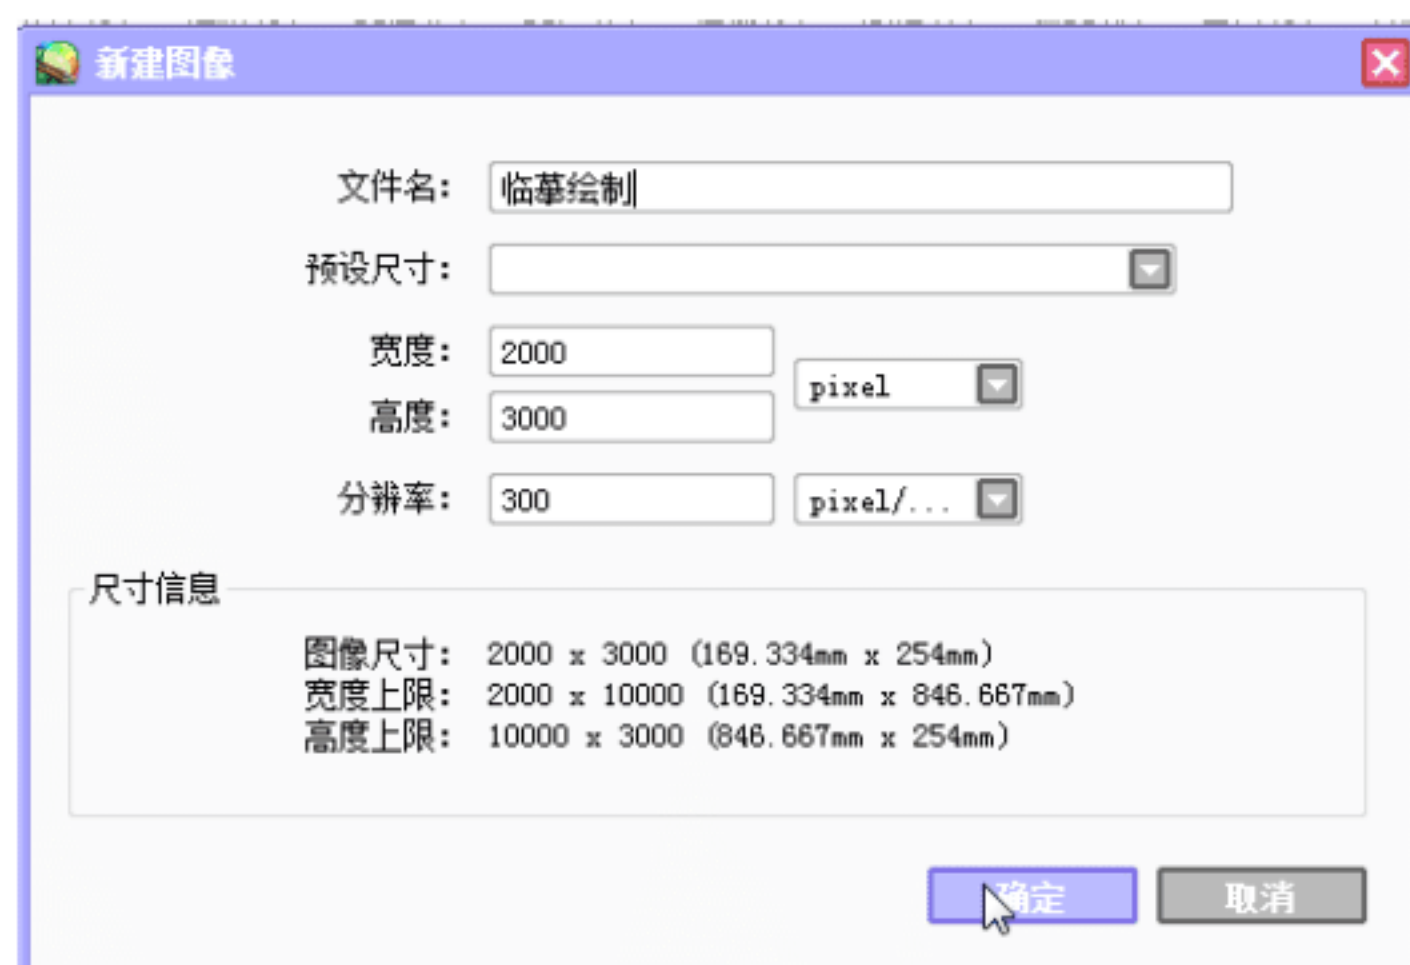 新建图像
文件名： 临摹绘制
预设尺寸：
宽度： 2000
pixel
高度： 3000
分辨率： 300 pixel/...
尺寸信息
图像尺寸： 2000 x 3000 (169.334mm x 254mm)
宽度上限： 2000 x 10000 (169.334mm x 846.667mm)
高度上限： 10000 x 3000 (846.667mm x 254mm)
确定 取消